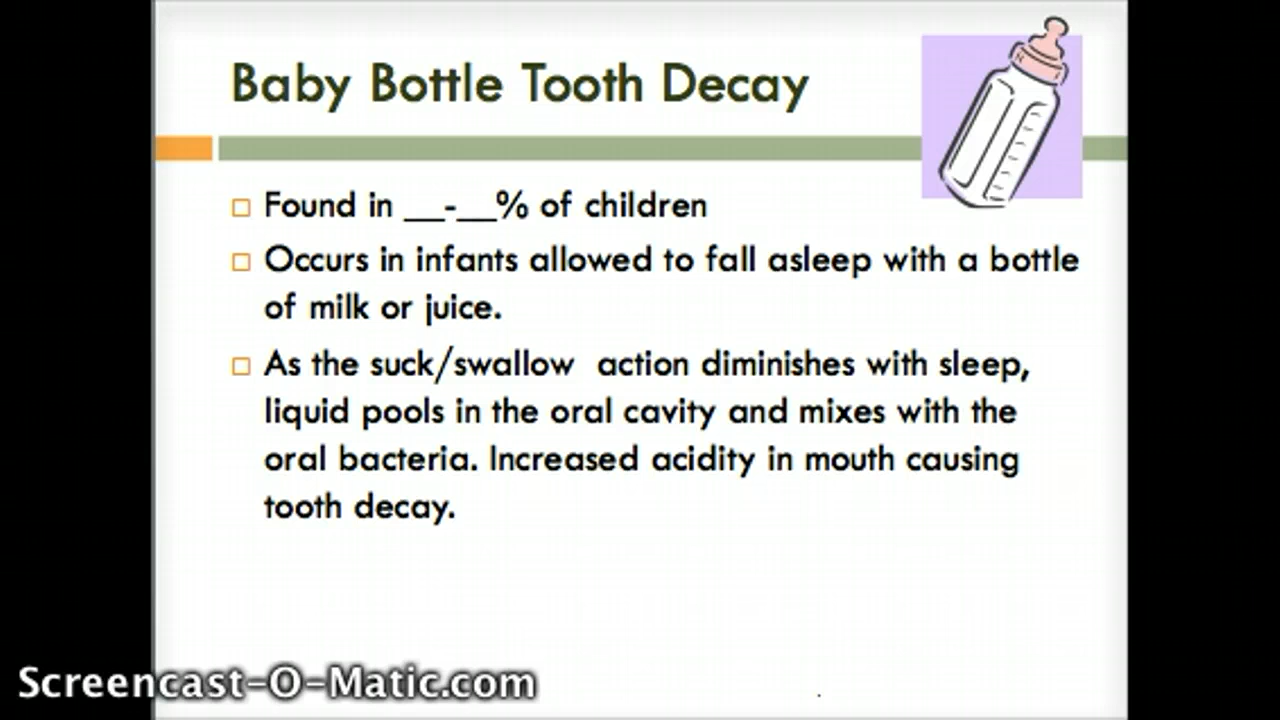 Baby Bottle Tooth Decay
Found in __-__% of children
Occurs in infants allowed to fall asleep with a bottle
of milk or juice.
As the suck/swallow  action diminishes with sleep,
liquid pools in the oral cavity and mixes with the
oral bacteria. Increased acidity in mouth causing
tooth decay.
Screencast-O-Matic.com